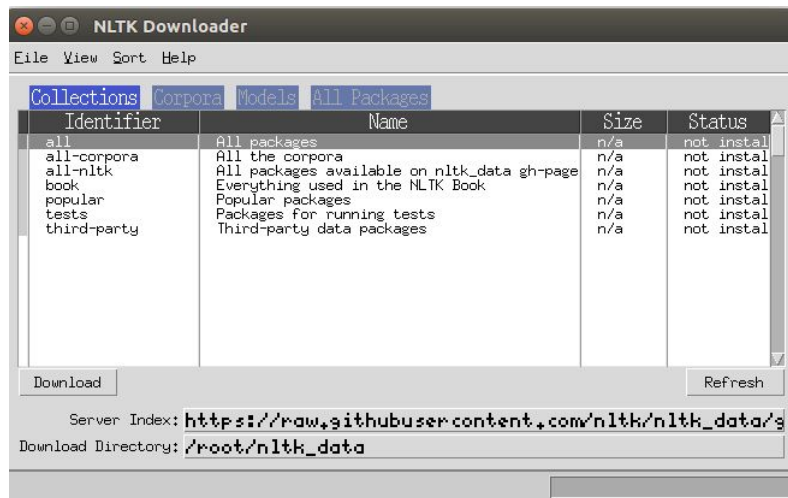 NLTK Downloader
File View Sort Help
Collections Corpora Models All Packages
Identifier Name Size Status
all All packages n/a not instal
all-corpora All the corpora n/a not instal
all-nltk All packages available on nltk_data gh-page n/a not instal
book Everything used in the NLTK Book n/a not instal
popular Popular packages n/a not instal
tests Packages for running tests n/a not instal
third-party Third-party data packages n/a not instal
Download Refresh
Server Index: https://raw.githubusercontent.com/nltk/nltk_data/g
Download Directory: /root/nltk_data